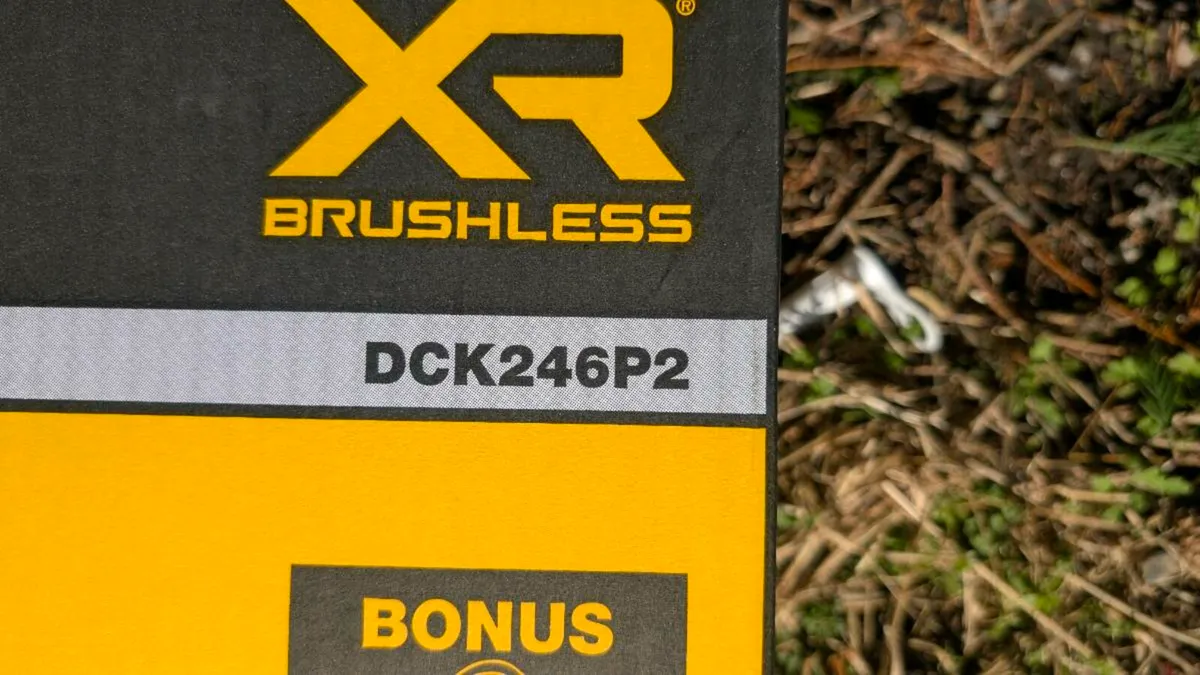 XR®
BRUSHLESS
DCK246P2
BONUS